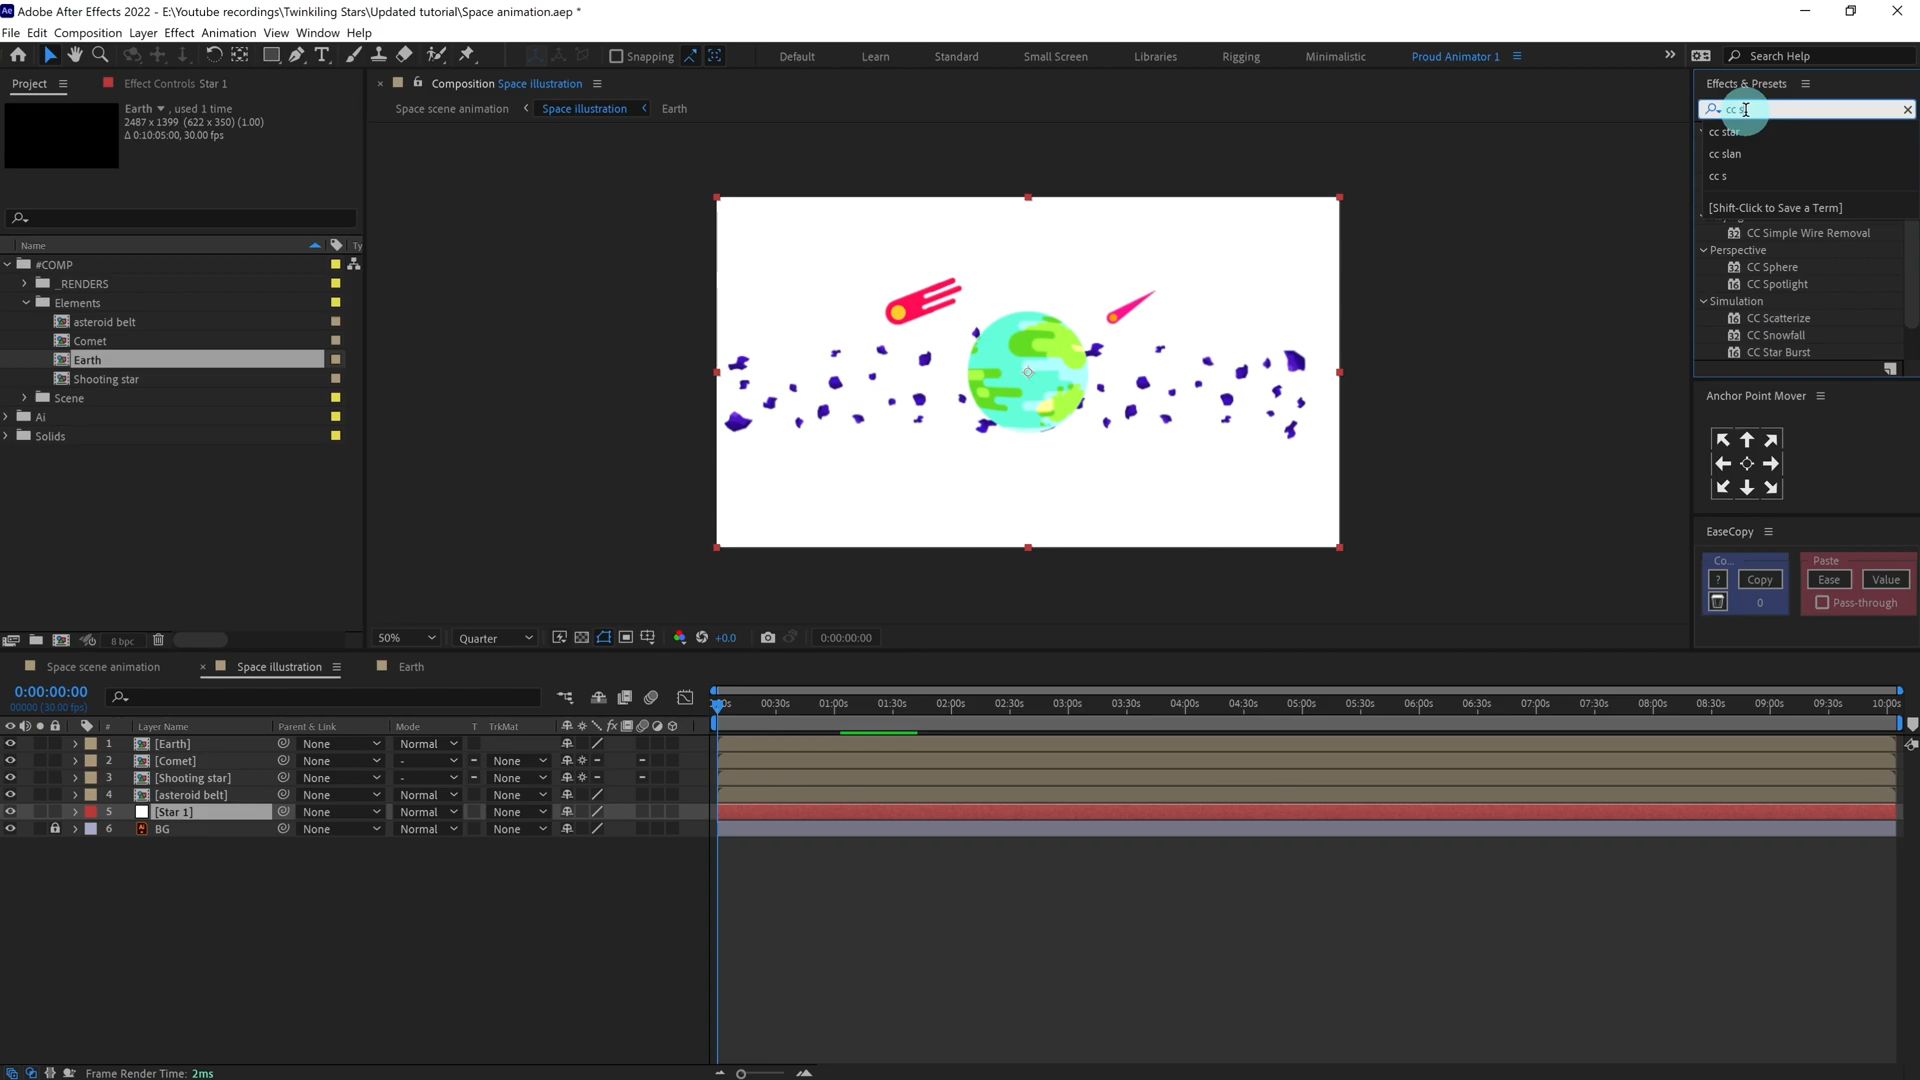 Adobe After Effects 2022 - E:\Youtube recordings\Twinkiling Stars\Updated tutorial\Space animation.aep *
File Edit Composition Layer Effect Animation View Window Help
Snapping Default Learn Standard Small Screen Libraries Rigging Minimalistic Proud Animator 1 Search Help
Project Effect Controls Star 1
Earth , used 1 time
2487 x 1399 (622 x 350) (1.00)
Δ 0:10:05:00, 30.00 fps
Name Ty
#COMP
_RENDERS
Elements
asteroid belt
Comet
Earth
Shooting star
Scene
Ai
Solids
8 bpc
Composition Space illustration
Space scene animation Space illustration Earth
50% Quarter +0.0 0:00:00:00
Effects & Presets
cc s
cc star
cc slan
cc s
[Shift-Click to Save a Term]
CC Simple Wire Removal
Perspective
CC Sphere
CC Spotlight
Simulation
CC Scatterize
CC Snowfall
CC Star Burst
Anchor Point Mover
EaseCopy
Co... Paste
? Copy Ease Value
0 Pass-through
Space scene animation Space illustration Earth
0:00:00:00
00000 (30.00 fps)
00:30s 01:00s 01:30s 02:00s 02:30s 03:00s 03:30s 04:00s 04:30s 05:00s 05:30s 06:00s 06:30s 07:00s 07:30s 08:00s 08:30s 09:00s 09:30s 10:00s
# Layer Name Parent & Link Mode T TrkMat
1 [Earth] None Normal
2 [Comet] None - None
3 [Shooting star] None - None
4 [asteroid belt] None Normal None
5 [Star 1] None Normal None
6 BG None Normal None
Frame Render Time: 2ms